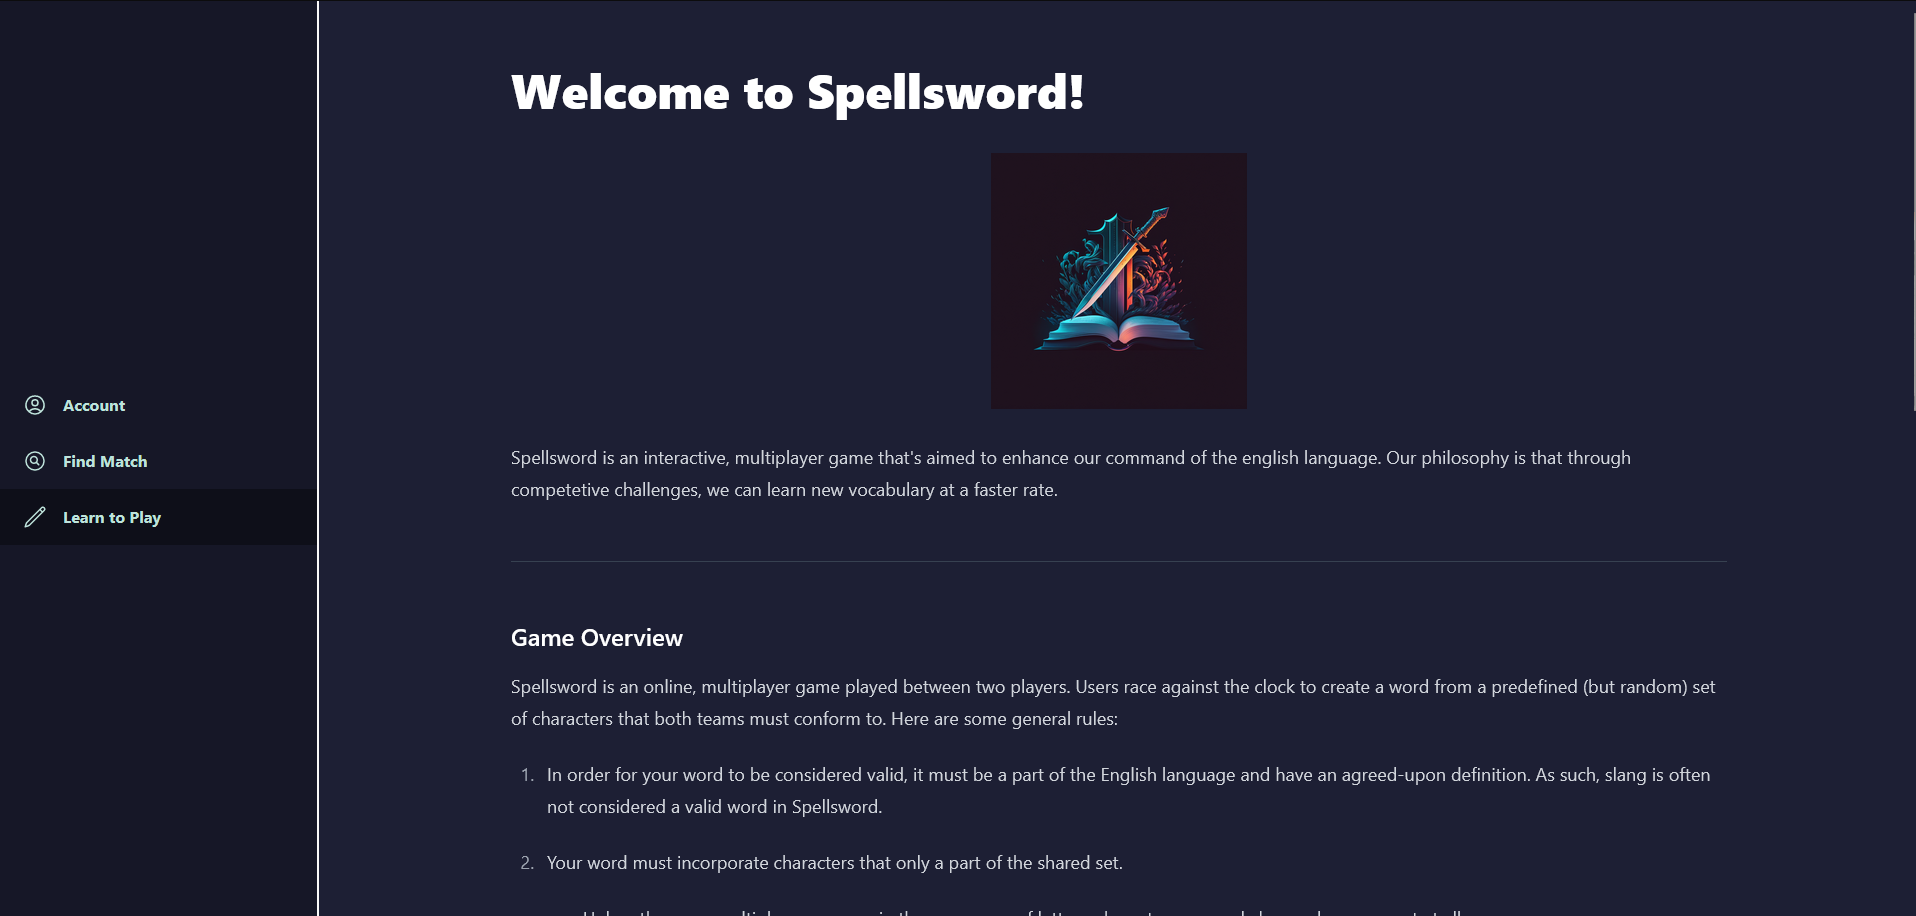 Welcome to Spellsword!
Account
Find Match
Learn to Play
Spellsword is an interactive, multiplayer game that's aimed to enhance our command of the english language. Our philosophy is that through
competetive challenges, we can learn new vocabulary at a faster rate.
Game Overview
Spellsword is an online, multiplayer game played between two players. Users race against the clock to create a word from a predefined (but random) set
of characters that both teams must conform to. Here are some general rules:
1. In order for your word to be considered valid, it must be a part of the English language and have an agreed-upon definition. As such, slang is often
not considered a valid word in Spellsword.
2. Your word must incorporate characters that only a part of the shared set.